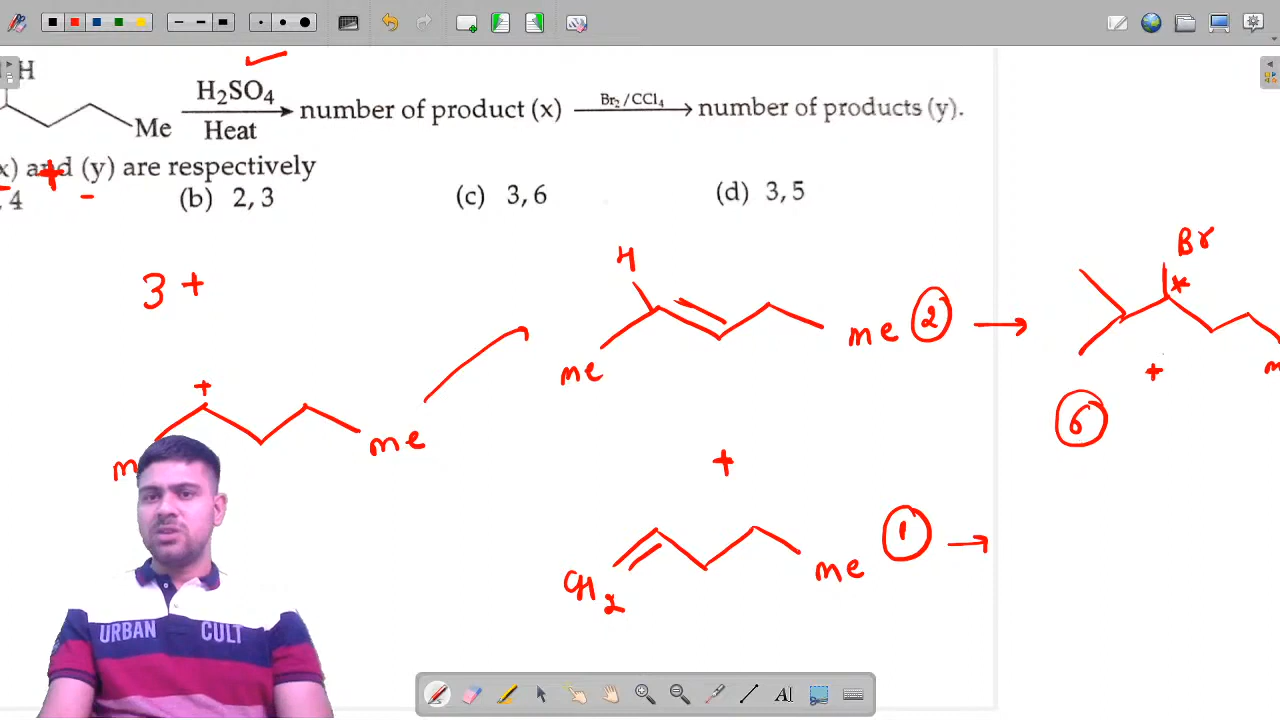 H
H2SO4
Heat
Me
number of product (x)
Br2/CCl4
number of products (y).
x) and (y) are respectively
, 4
(b) 2, 3
(c) 3, 6
(d) 3, 5
Br
H
*
3 +
me
me
2
+
+
me
6
+
1
CH2
me
URBAN CULT
AI